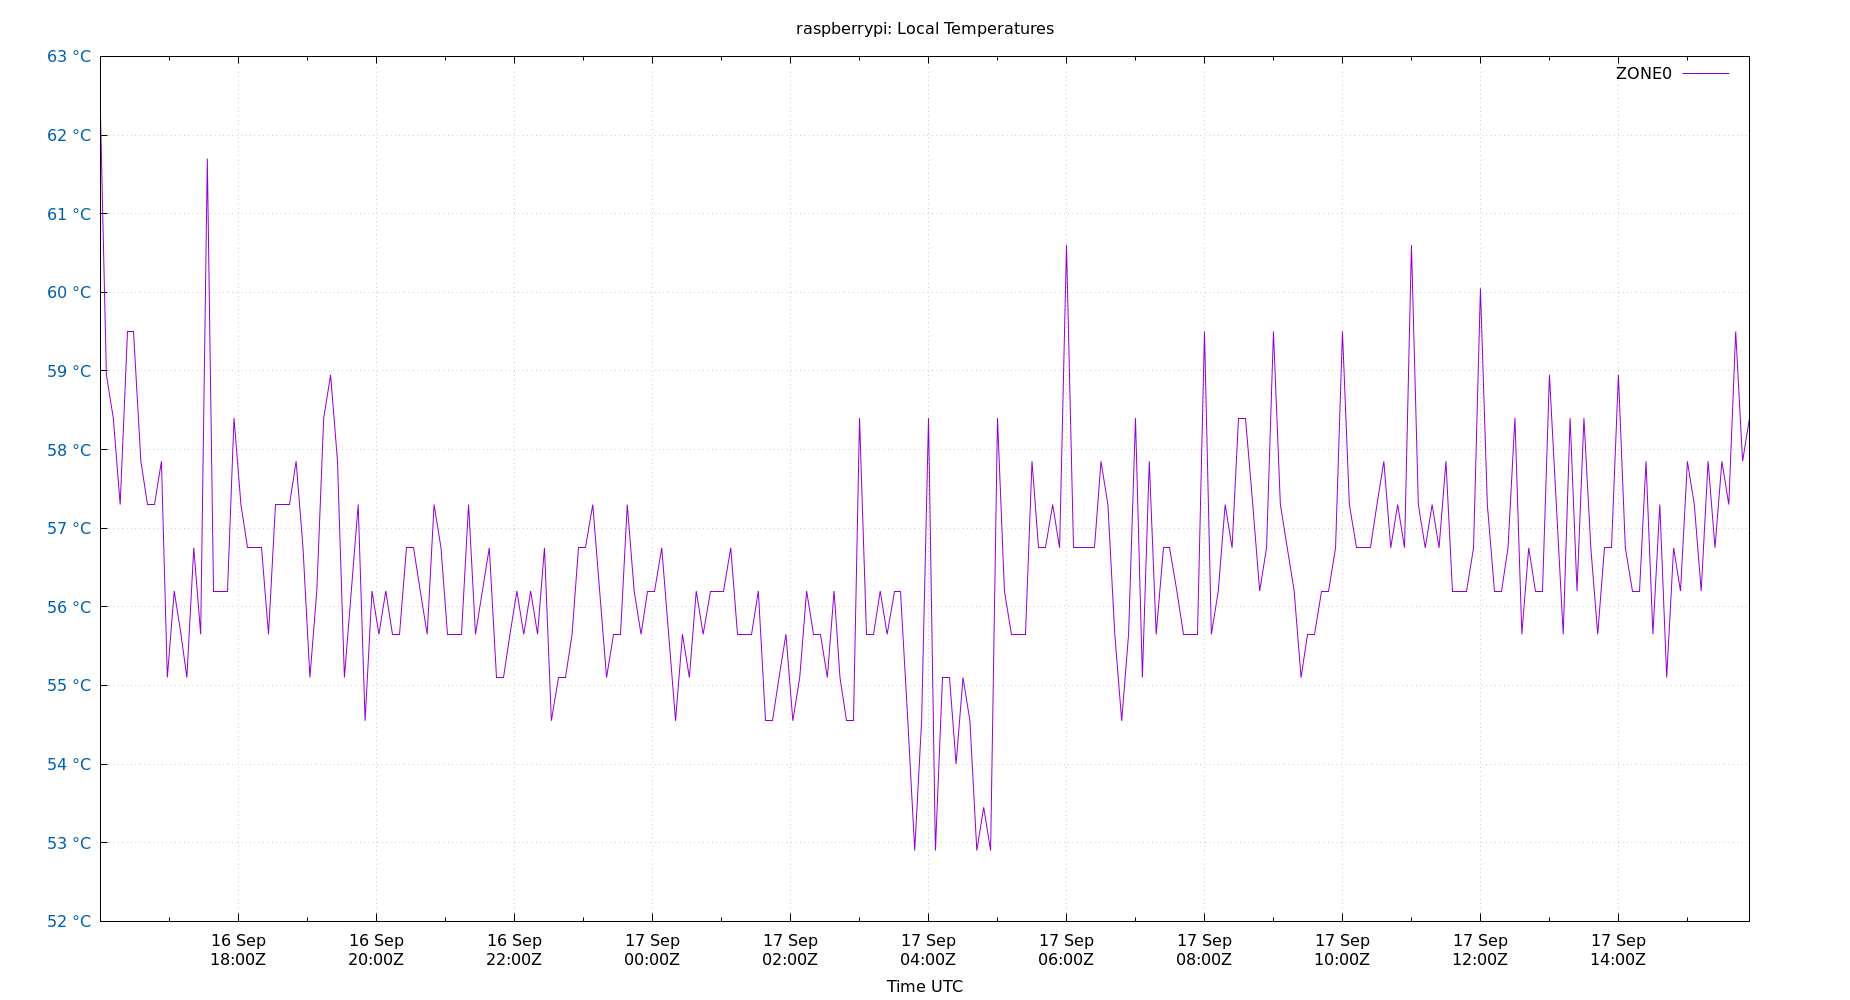 raspberrypi: Local Temperatures
63 °C
ZONE0
62 °C
61 °C
60 °C
59 °C
58 °C
57 °C
56 °C
55 °C
54 °C
53 °C
52 °C
16 Sep 16 Sep 16 Sep 17 Sep 17 Sep 17 Sep 17 Sep 17 Sep 17 Sep 17 Sep 17 Sep
18:00Z 20:00Z 22:00Z 00:00Z 02:00Z 04:00Z 06:00Z 08:00Z 10:00Z 12:00Z 14:00Z
Time UTC